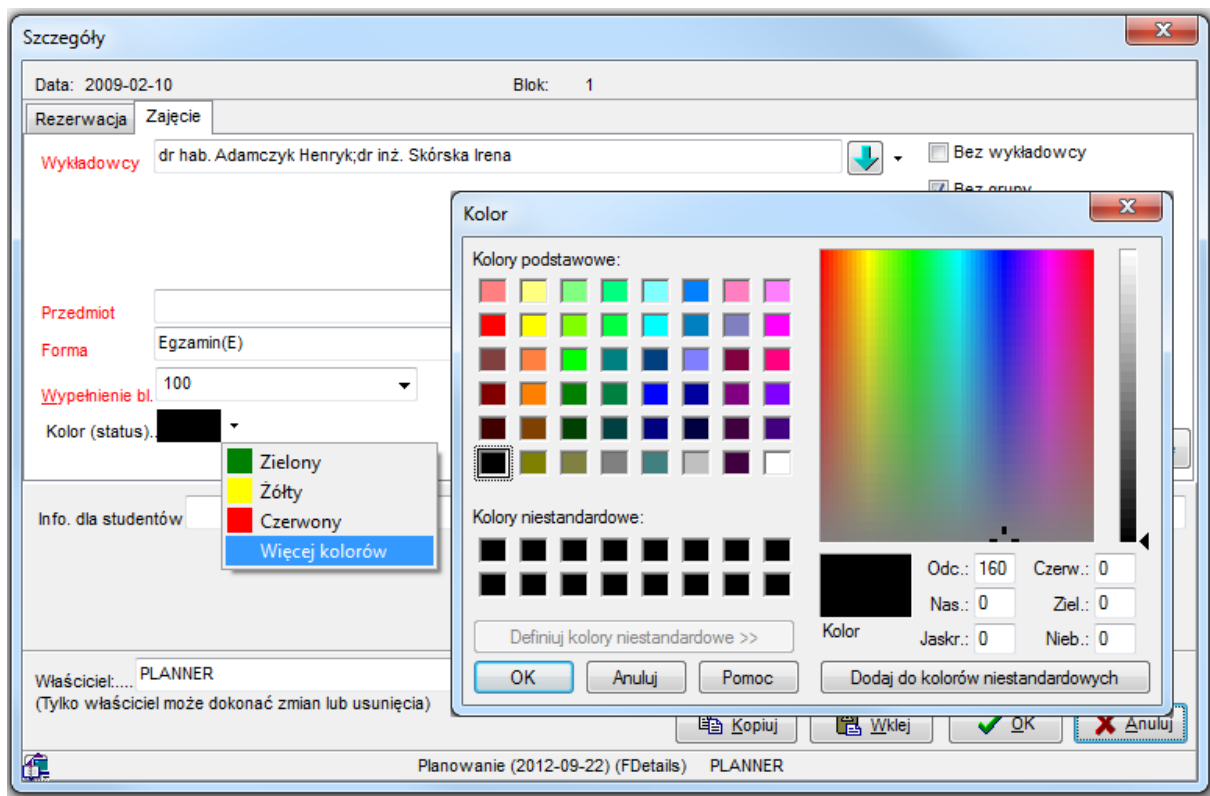 Szczegóły
Data: 2009-02-10 Blok: 1
Rezerwacja Zajęcie
Wykładowcy dr hab. Adamczyk Henryk;dr inż. Skórska Irena Bez wykładowcy
Bez grupy
Kolor
Kolory podstawowe:
Przedmiot
Forma Egzamin(E)
Wypełnienie bl. 100
Kolor (status)..
Zielony
Żółty
Czerwony
Więcej kolorów
Info. dla studentów
Kolory niestandardowe:
Odc.: 160 Czerw.: 0
Nas.: 0 Ziel.: 0
Kolor Jaskr.: 0 Nieb.: 0
Definiuj kolory niestandardowe >>
OK Anuluj Pomoc Dodaj do kolorów niestandardowych
Właściciel:.... PLANNER
(Tylko właściciel może dokonać zmian lub usunięcia)
Kopiuj Wklej OK Anuluj
Planowanie (2012-09-22) (FDetails) PLANNER